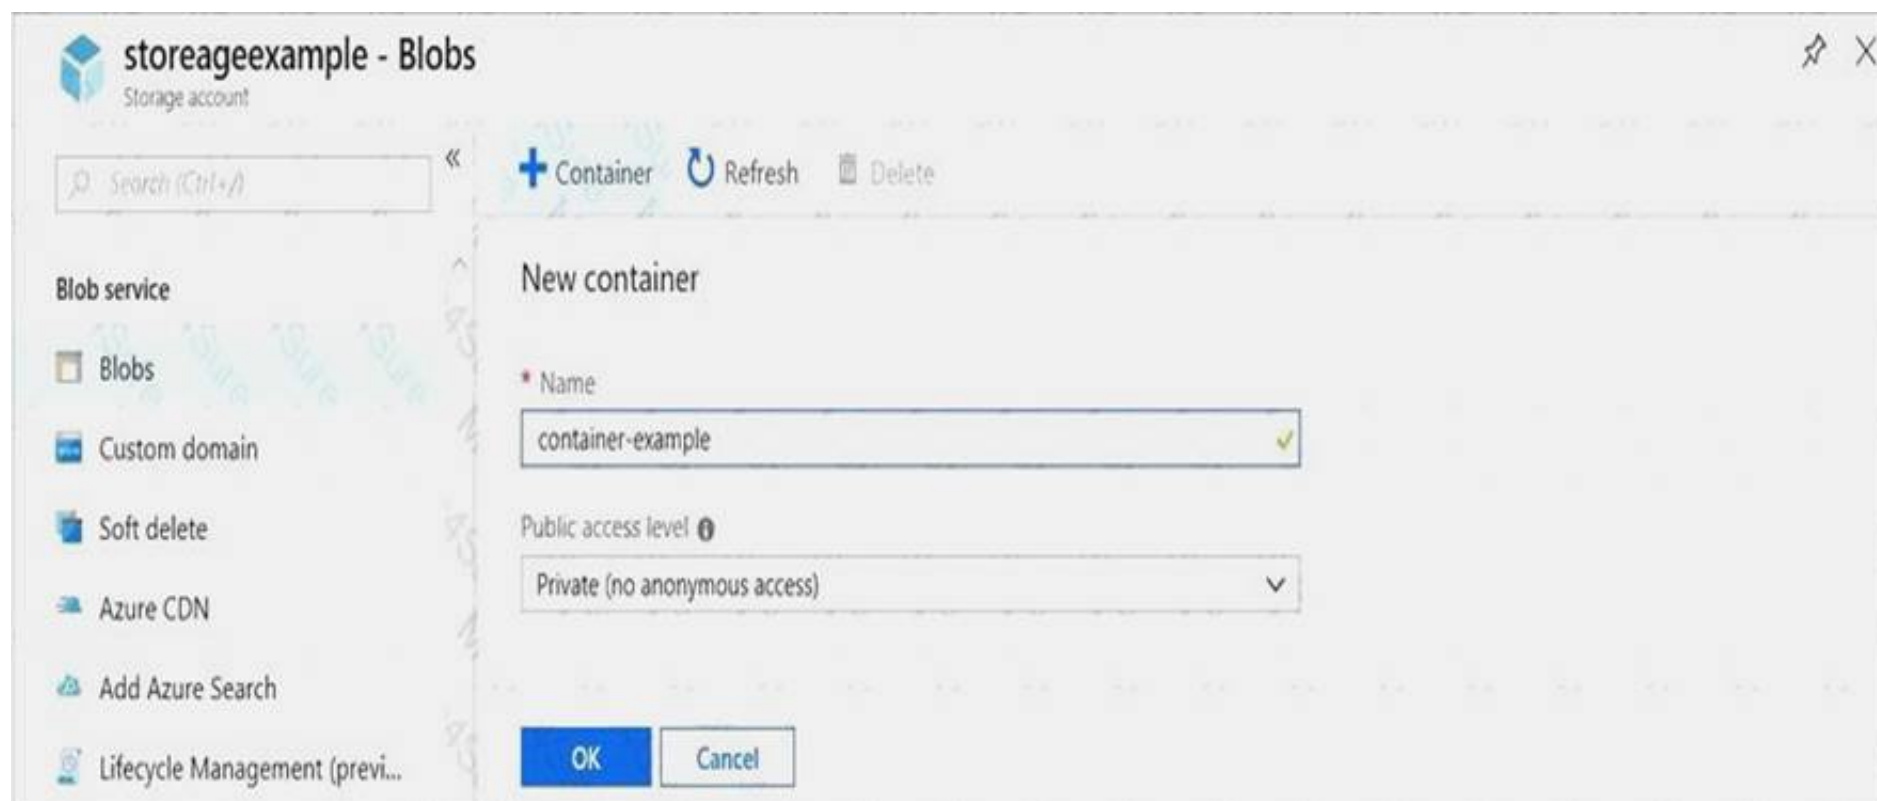 storeageexample - Blobs
Storage account
Search (Ctrl+/)
«
Container Refresh Delete
Blob service
Blobs
Custom domain
Soft delete
Azure CDN
Add Azure Search
Lifecycle Management (previ...
New container
* Name
container-example
Public access level
Private (no anonymous access)
OK Cancel